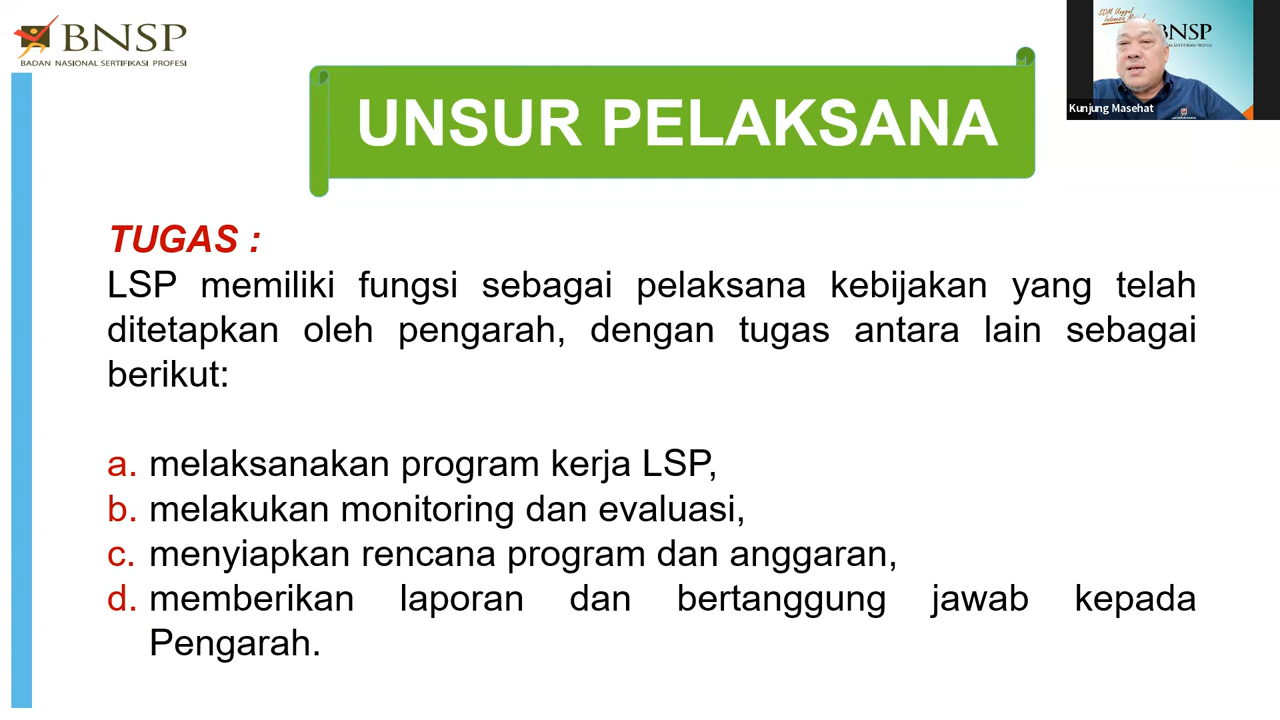 BNSP
BADAN NASIONAL SERTIFIKASI PROFESI
SDM Unggul
BNSP
Kunjung Masehat
UNSUR PELAKSANA
TUGAS :
LSP memiliki fungsi sebagai pelaksana kebijakan yang telah
ditetapkan oleh pengarah, dengan tugas antara lain sebagai
berikut:
a. melaksanakan program kerja LSP,
b. melakukan monitoring dan evaluasi,
c. menyiapkan rencana program dan anggaran,
d. memberikan laporan dan bertanggung jawab kepada
Pengarah.